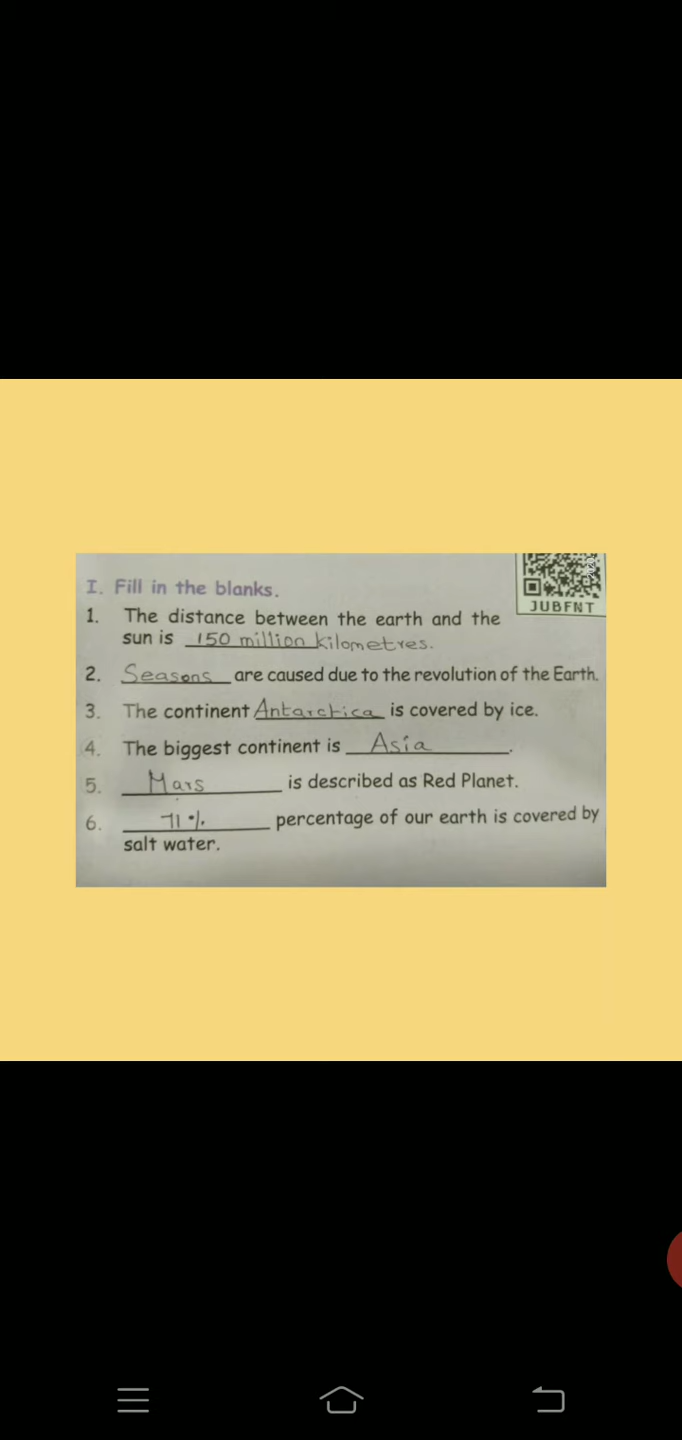 I. Fill in the blanks.
JUBFNT
1. The distance between the earth and the
sun is 150 million kilometres.
2. Seasons are caused due to the revolution of the Earth.
3. The continent Antarctica is covered by ice.
4. The biggest continent is Asia.
5. Mars is described as Red Planet.
6. 71% percentage of our earth is covered by
salt water.